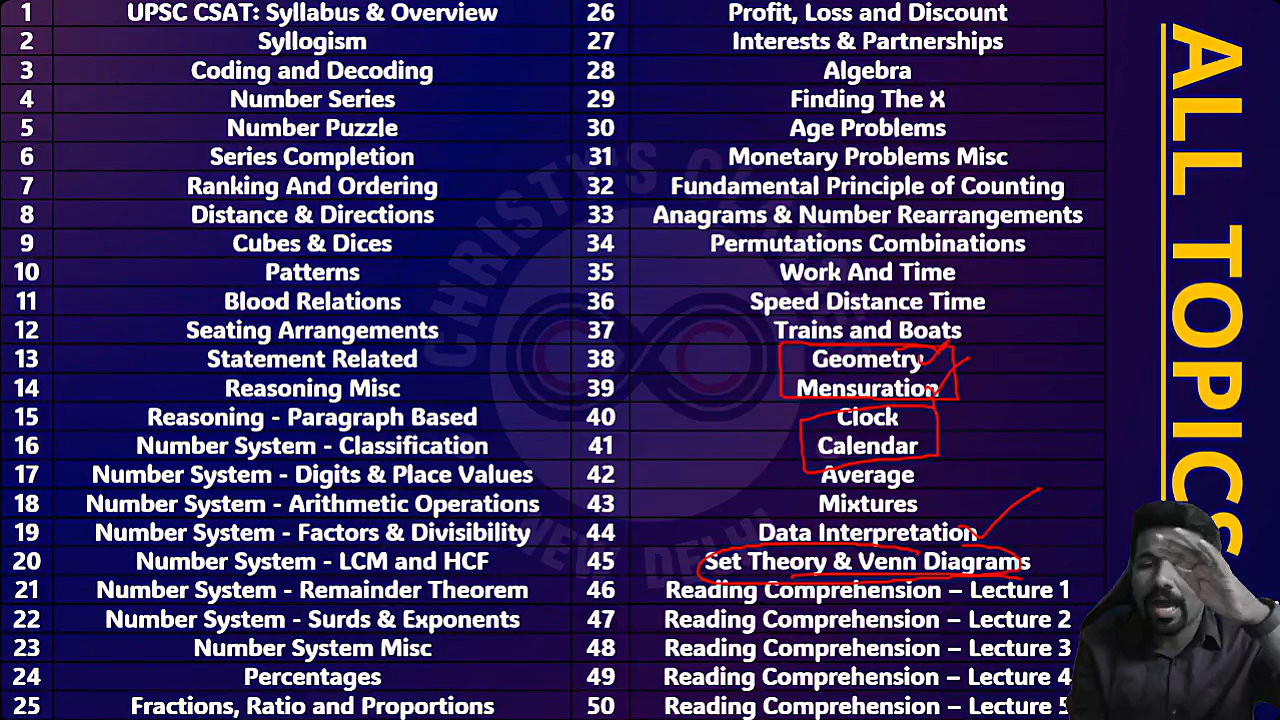 1 UPSC CSAT: Syllabus & Overview
2 Syllogism
3 Coding and Decoding
4 Number Series
5 Number Puzzle
6 Series Completion
7 Ranking And Ordering
8 Distance & Directions
9 Cubes & Dices
10 Patterns
11 Blood Relations
12 Seating Arrangements
13 Statement Related
14 Reasoning Misc
15 Reasoning - Paragraph Based
16 Number System - Classification
17 Number System - Digits & Place Values
18 Number System - Arithmetic Operations
19 Number System - Factors & Divisibility
20 Number System - LCM and HCF
21 Number System - Remainder Theorem
22 Number System - Surds & Exponents
23 Number System Misc
24 Percentages
25 Fractions, Ratio and Proportions
26 Profit, Loss and Discount
27 Interests & Partnerships
28 Algebra
29 Finding The X
30 Age Problems
31 Monetary Problems Misc
32 Fundamental Principle of Counting
33 Anagrams & Number Rearrangements
34 Permutations Combinations
35 Work And Time
36 Speed Distance Time
37 Trains and Boats
38 Geometry
39 Mensuration
40 Clock
41 Calendar
42 Average
43 Mixtures
44 Data Interpretation
45 Set Theory & Venn Diagrams
46 Reading Comprehension – Lecture 1
47 Reading Comprehension – Lecture 2
48 Reading Comprehension – Lecture 3
49 Reading Comprehension – Lecture 4
50 Reading Comprehension – Lecture 5
ALL TOPICS
CHRISTY'S
NEW DELHI